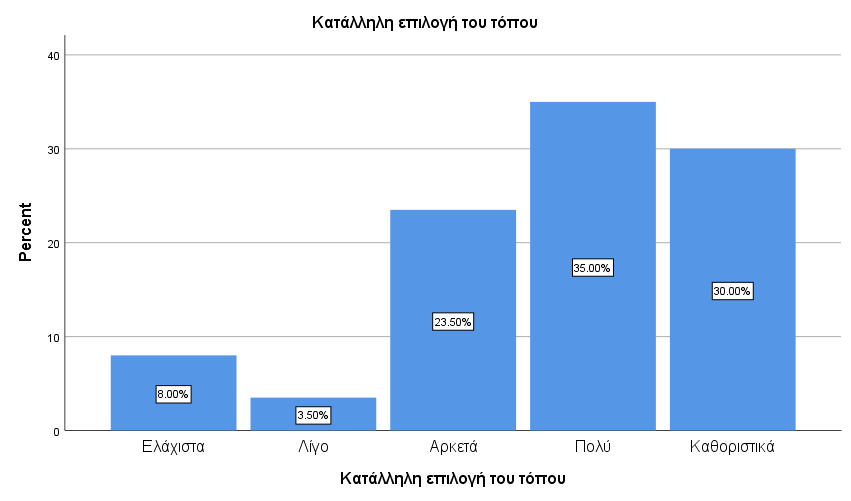 Κατάλληλη επιλογή του τόπου
40
30
20
10
0
Percent
8.00%
3.50%
23.50%
35.00%
30.00%
Ελάχιστα
Λίγο
Αρκετά
Πολύ
Καθοριστικά
Κατάλληλη επιλογή του τόπου